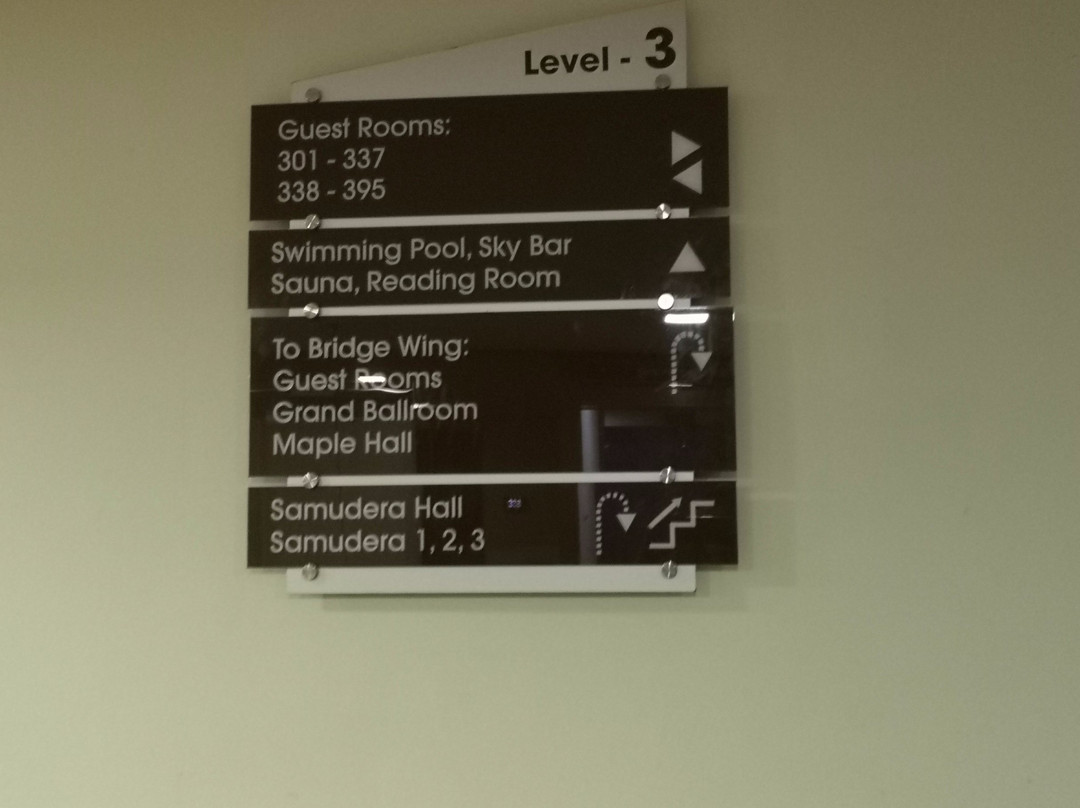 Level - 3
Guest Rooms:
301 - 337
338 - 395
Swimming Pool, Sky Bar
Sauna, Reading Room
To Bridge Wing:
Guest Rooms
Grand Ballroom
Maple Hall
Samudera Hall
Samudera 1, 2, 3